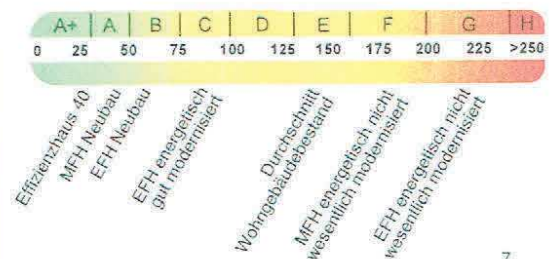 A+ A B C D E F G H
0 25 50 75 100 125 150 175 200 225 >250
Effizienzhaus 40
MFH Neubau
EFH Neubau
EFH energetisch
gut modernisiert
Durchschnitt
Wohngebäudebestand
MFH energetisch nicht
wesentlich modernisiert
EFH energetisch nicht
wesentlich modernisiert
7